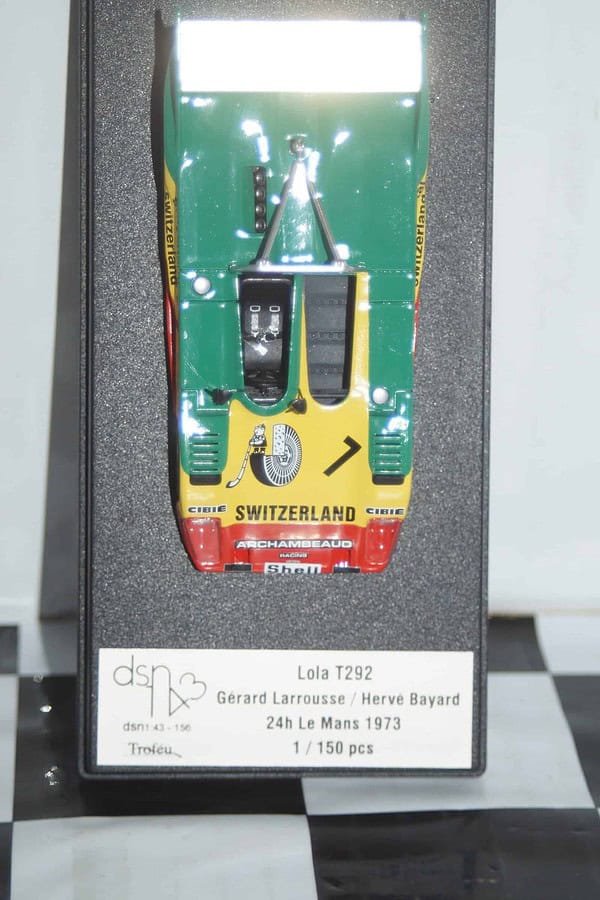 switzerland
switzerland
7
CIBIE
SWITZERLAND
CIBIE
ARCHAMBEAUD
RACING
Shell
dsn
Lola T292
Gérard Larrousse / Hervé Bayard
dsn1:43 - 156
24h Le Mans 1973
Troféu
1 / 150 pcs